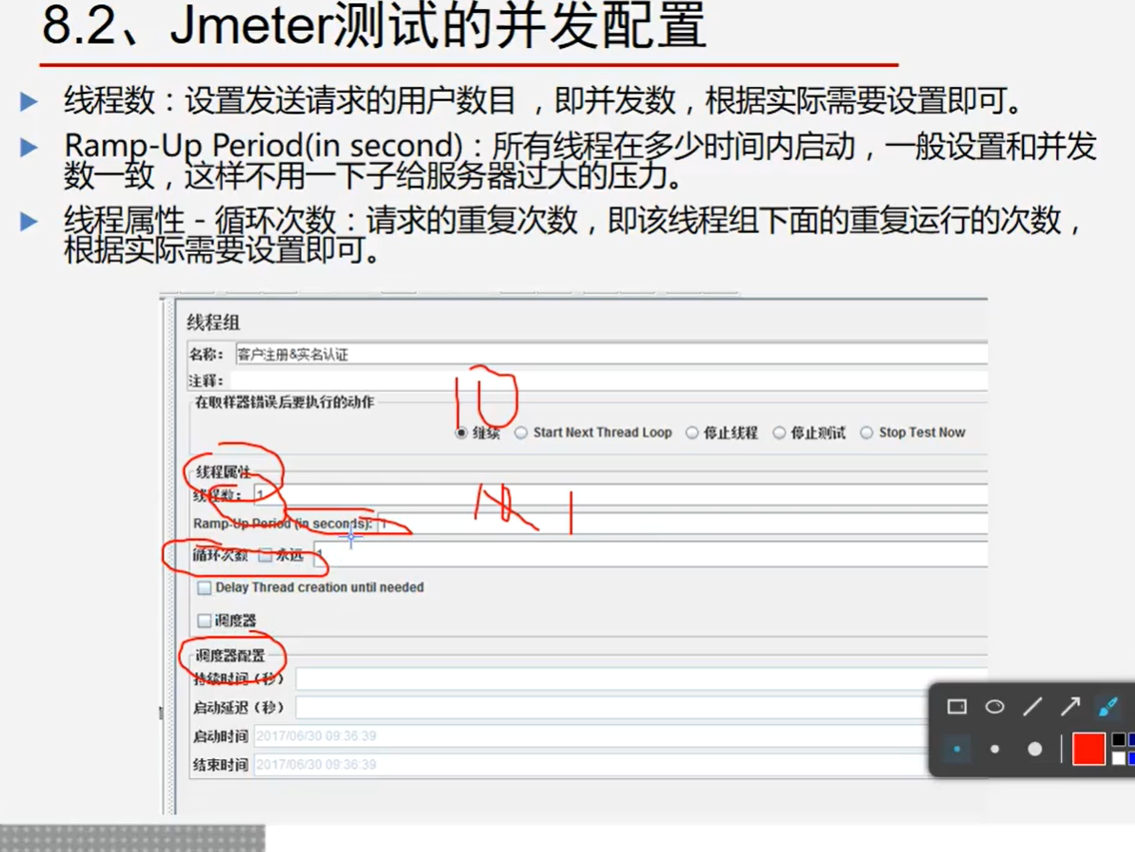 8.2、Jmeter测试的并发配置
线程数：设置发送请求的用户数目，即并发数，根据实际需要设置即可。
Ramp-Up Period(in second)：所有线程在多少时间内启动，一般设置和并发
数一致，这样不用一下子给服务器过大的压力。
线程属性－循环次数：请求的重复次数，即该线程组下面的重复运行的次数，
根据实际需要设置即可。
线程组
名称： 客户注册&实名认证
注释：
在取样器错误后要执行的动作
10
继续 Start Next Thread Loop 停止线程 停止测试 Stop Test Now
线程属性
线程数： 1
Ramp-Up Period (in seconds): 1
1
循环次数 永远 1
Delay Thread creation until needed
调度器
调度器配置
持续时间（秒）
启动延迟（秒）
启动时间 2017/06/30 09:36:39
结束时间 2017/06/30 09:36:39